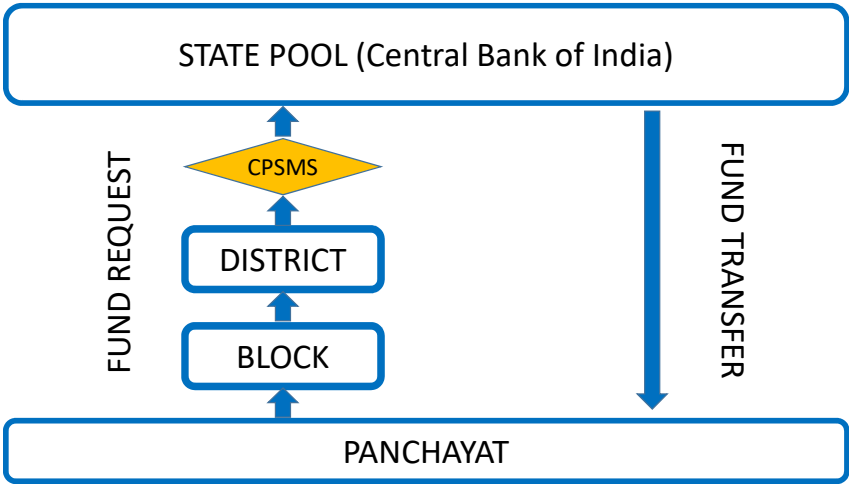 STATE POOL (Central Bank of India)
FUND REQUEST
CPSMS
DISTRICT
BLOCK
FUND TRANSFER
PANCHAYAT